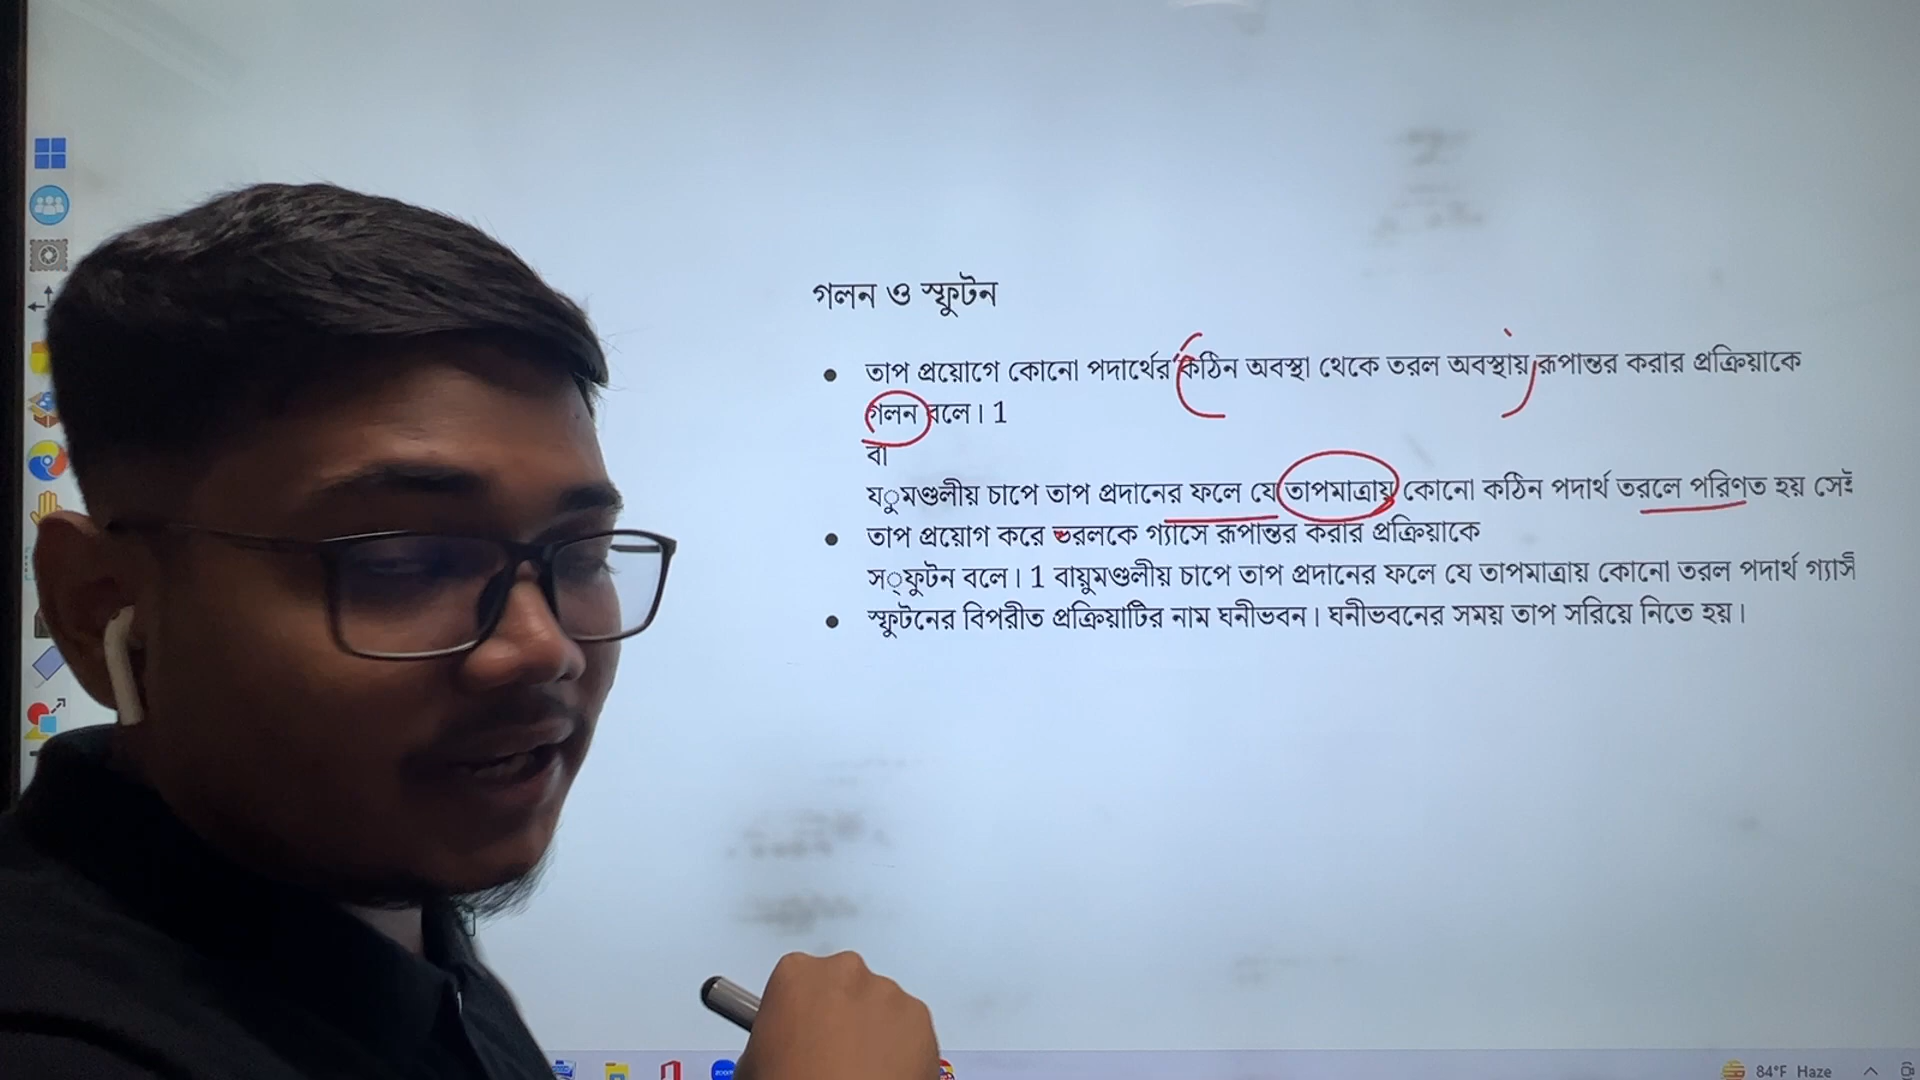 গলন ও স্ফুটন
তাপ প্রয়োগে কোনো পদার্থের কঠিন অবস্থা থেকে তরল অবস্থায় রূপান্তর করার প্রক্রিয়াকে
গলন বলে। 1
বা
য়ুমণ্ডলীয় চাপে তাপ প্রদানের ফলে যে তাপমাত্রায় কোনো কঠিন পদার্থ তরলে পরিণত হয় সেই
তাপ প্রয়োগ করে তরলকে গ্যাসে রূপান্তর করার প্রক্রিয়াকে
স্ফুটন বলে। 1 বায়ুমণ্ডলীয় চাপে তাপ প্রদানের ফলে যে তাপমাত্রায় কোনো তরল পদার্থ
স্ফুটনের বিপরীত প্রক্রিয়াটির নাম ঘনীভবন। ঘনীভবনের সময় তাপ সরিয়ে নিতে হয়।
zoom
84°F Haze